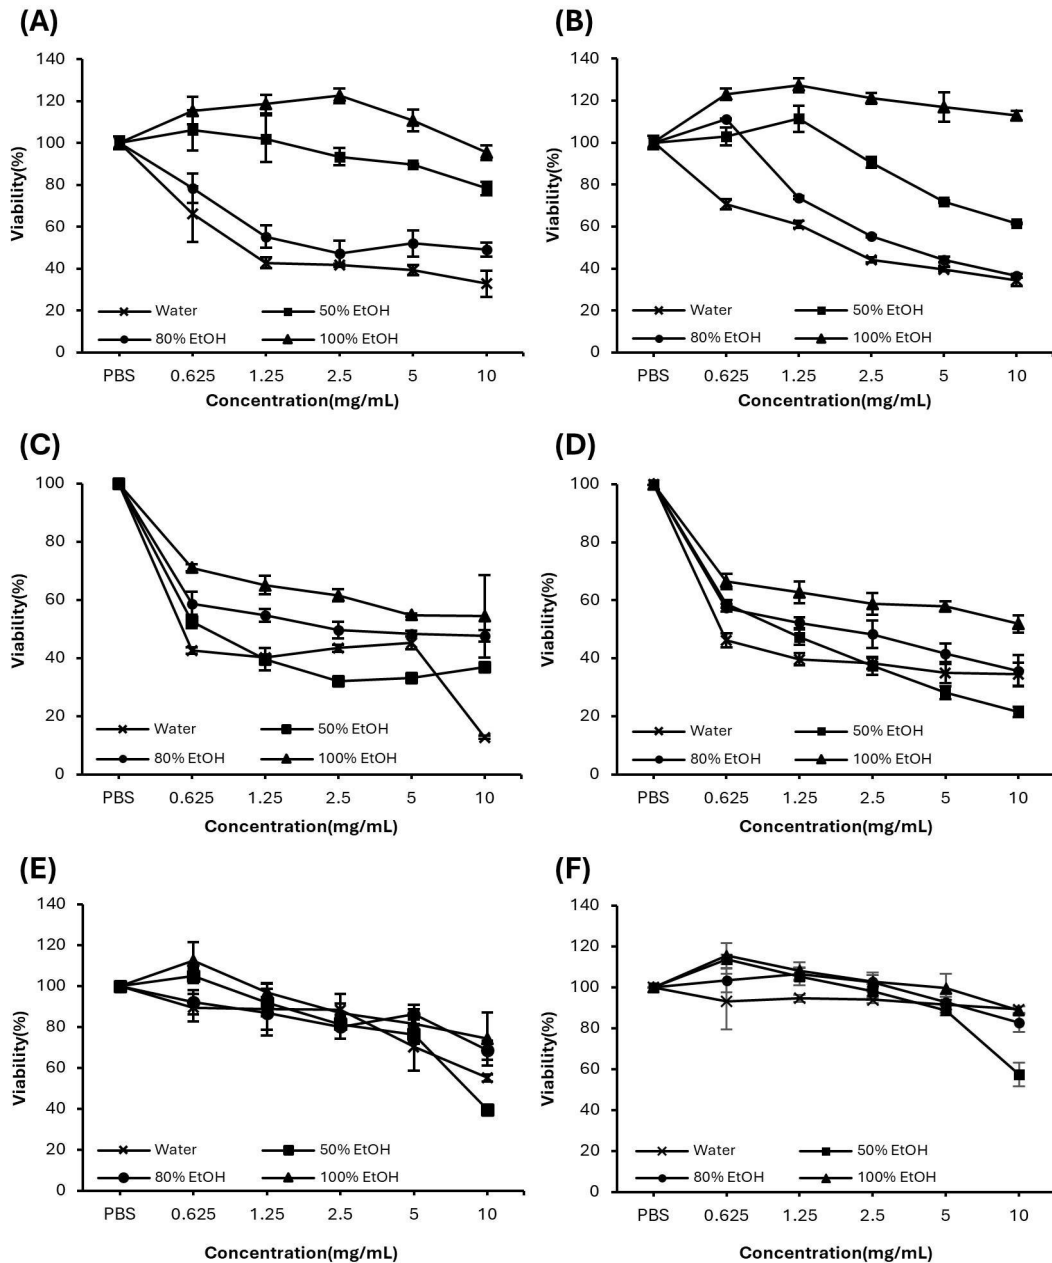 (A)
140
120
100
80
60
40
20
0
Viability(%)
Water
50% EtOH
80% EtOH
100% EtOH
PBS 0.625 1.25 2.5 5 10
Concentration(mg/mL)
(B)
140
120
100
80
60
40
20
0
Viability(%)
Water
50% EtOH
80% EtOH
100% EtOH
PBS 0.625 1.25 2.5 5 10
Concentration(mg/mL)
(C)
100
80
60
40
20
0
Viability(%)
Water
50% EtOH
80% EtOH
100% EtOH
PBS 0.625 1.25 2.5 5 10
Concentration(mg/mL)
(D)
100
80
60
40
20
0
Viability(%)
Water
50% EtOH
80% EtOH
100% EtOH
PBS 0.625 1.25 2.5 5 10
Concentration(mg/mL)
(E)
140
120
100
80
60
40
20
0
Viability(%)
Water
50% EtOH
80% EtOH
100% EtOH
PBS 0.625 1.25 2.5 5 10
Concentration(mg/mL)
(F)
140
120
100
80
60
40
20
0
Viability(%)
Water
50% EtOH
80% EtOH
100% EtOH
PBS 0.625 1.25 2.5 5 10
Concentration(mg/mL)